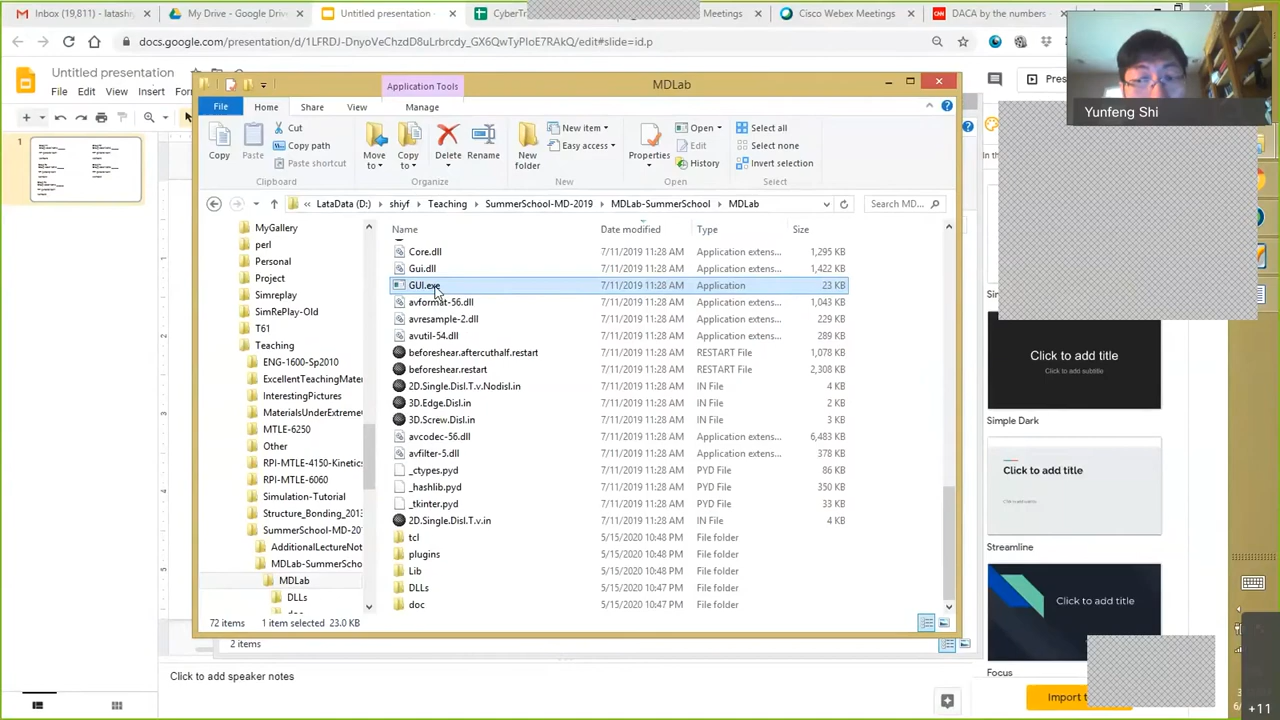 Inbox (19,811) - latashr
My Drive - Google Drive
Untitled presentation -
CyberT
Meetings
Cisco Webex Meetings
DACA by the numbers -
docs.google.com/presentation/d/1LFRDJ-DnyoVeChzdD8uLrbrcdy_GX6QwTyPIoE7RAkQ/edit#slide=id.p
Untitled presentation
File Edit View Insert
Pres
Yunfeng Shi
Application Tools
MDLab
File Home Share View Manage
Copy
Paste
Cut
Copy path
Paste shortcut
Clipboard
Move to
Copy to
Delete
Rename
Organize
New folder
New item
Easy access
New
Properties
Open
Edit
History
Open
Select all
Select none
Invert selection
Select
LataData (D:) shiyf Teaching SummerSchool-MD-2019 MDLab-SummerSchool MDLab
Search MD...
Name Date modified Type Size
MyGallery
perl
Personal
Project
Simreplay
SimRePlay-Old
T61
Teaching
ENG-1600-Sp2010
ExcellentTeachingMate
InterestingPictures
MaterialsUnderExtreme
MTLE-6250
Other
RPI-MTLE-4150-Kinetics
RPI-MTLE-6060
Simulation-Tutorial
Structure_Bonding_2013
SummerSchool-MD-20
AdditionalLectureNot
MDLab-SummerScho
MDLab
DLLs
Core.dll 7/11/2019 11:28 AM Application extens... 1,295 KB
Gui.dll 7/11/2019 11:28 AM Application extens... 1,422 KB
GUI.exe 7/11/2019 11:28 AM Application 23 KB
avformat-56.dll 7/11/2019 11:28 AM Application extens... 1,043 KB
avresample-2.dll 7/11/2019 11:28 AM Application extens... 229 KB
avutil-54.dll 7/11/2019 11:28 AM Application extens... 289 KB
beforeshear.aftercuthalf.restart 7/11/2019 11:28 AM RESTART File 1,078 KB
beforeshear.restart 7/11/2019 11:28 AM RESTART File 2,308 KB
2D.Single.Disl.T.v.Nodisl.in 7/11/2019 11:28 AM IN File 4 KB
3D.Edge.Disl.in 7/11/2019 11:28 AM IN File 2 KB
3D.Screw.Disl.in 7/11/2019 11:28 AM IN File 3 KB
avcodec-56.dll 7/11/2019 11:28 AM Application extens... 6,483 KB
avfilter-5.dll 7/11/2019 11:28 AM Application extens... 378 KB
_ctypes.pyd 7/11/2019 11:28 AM PYD File 86 KB
_hashlib.pyd 7/11/2019 11:28 AM PYD File 350 KB
_tkinter.pyd 7/11/2019 11:28 AM PYD File 33 KB
2D.Single.Disl.T.v.in 7/11/2019 11:28 AM IN File 4 KB
tcl 5/15/2020 10:48 PM File folder
plugins 5/15/2020 10:48 PM File folder
Lib 5/15/2020 10:48 PM File folder
DLLs 5/15/2020 10:47 PM File folder
doc 5/15/2020 10:47 PM File folder
72 items 1 item selected 23.0 KB
2 items
Click to add speaker notes
Click to add title
Click to add subtitle
Simple Dark
Click to add title
Streamline
Click to add title
Focus
Import t
+11